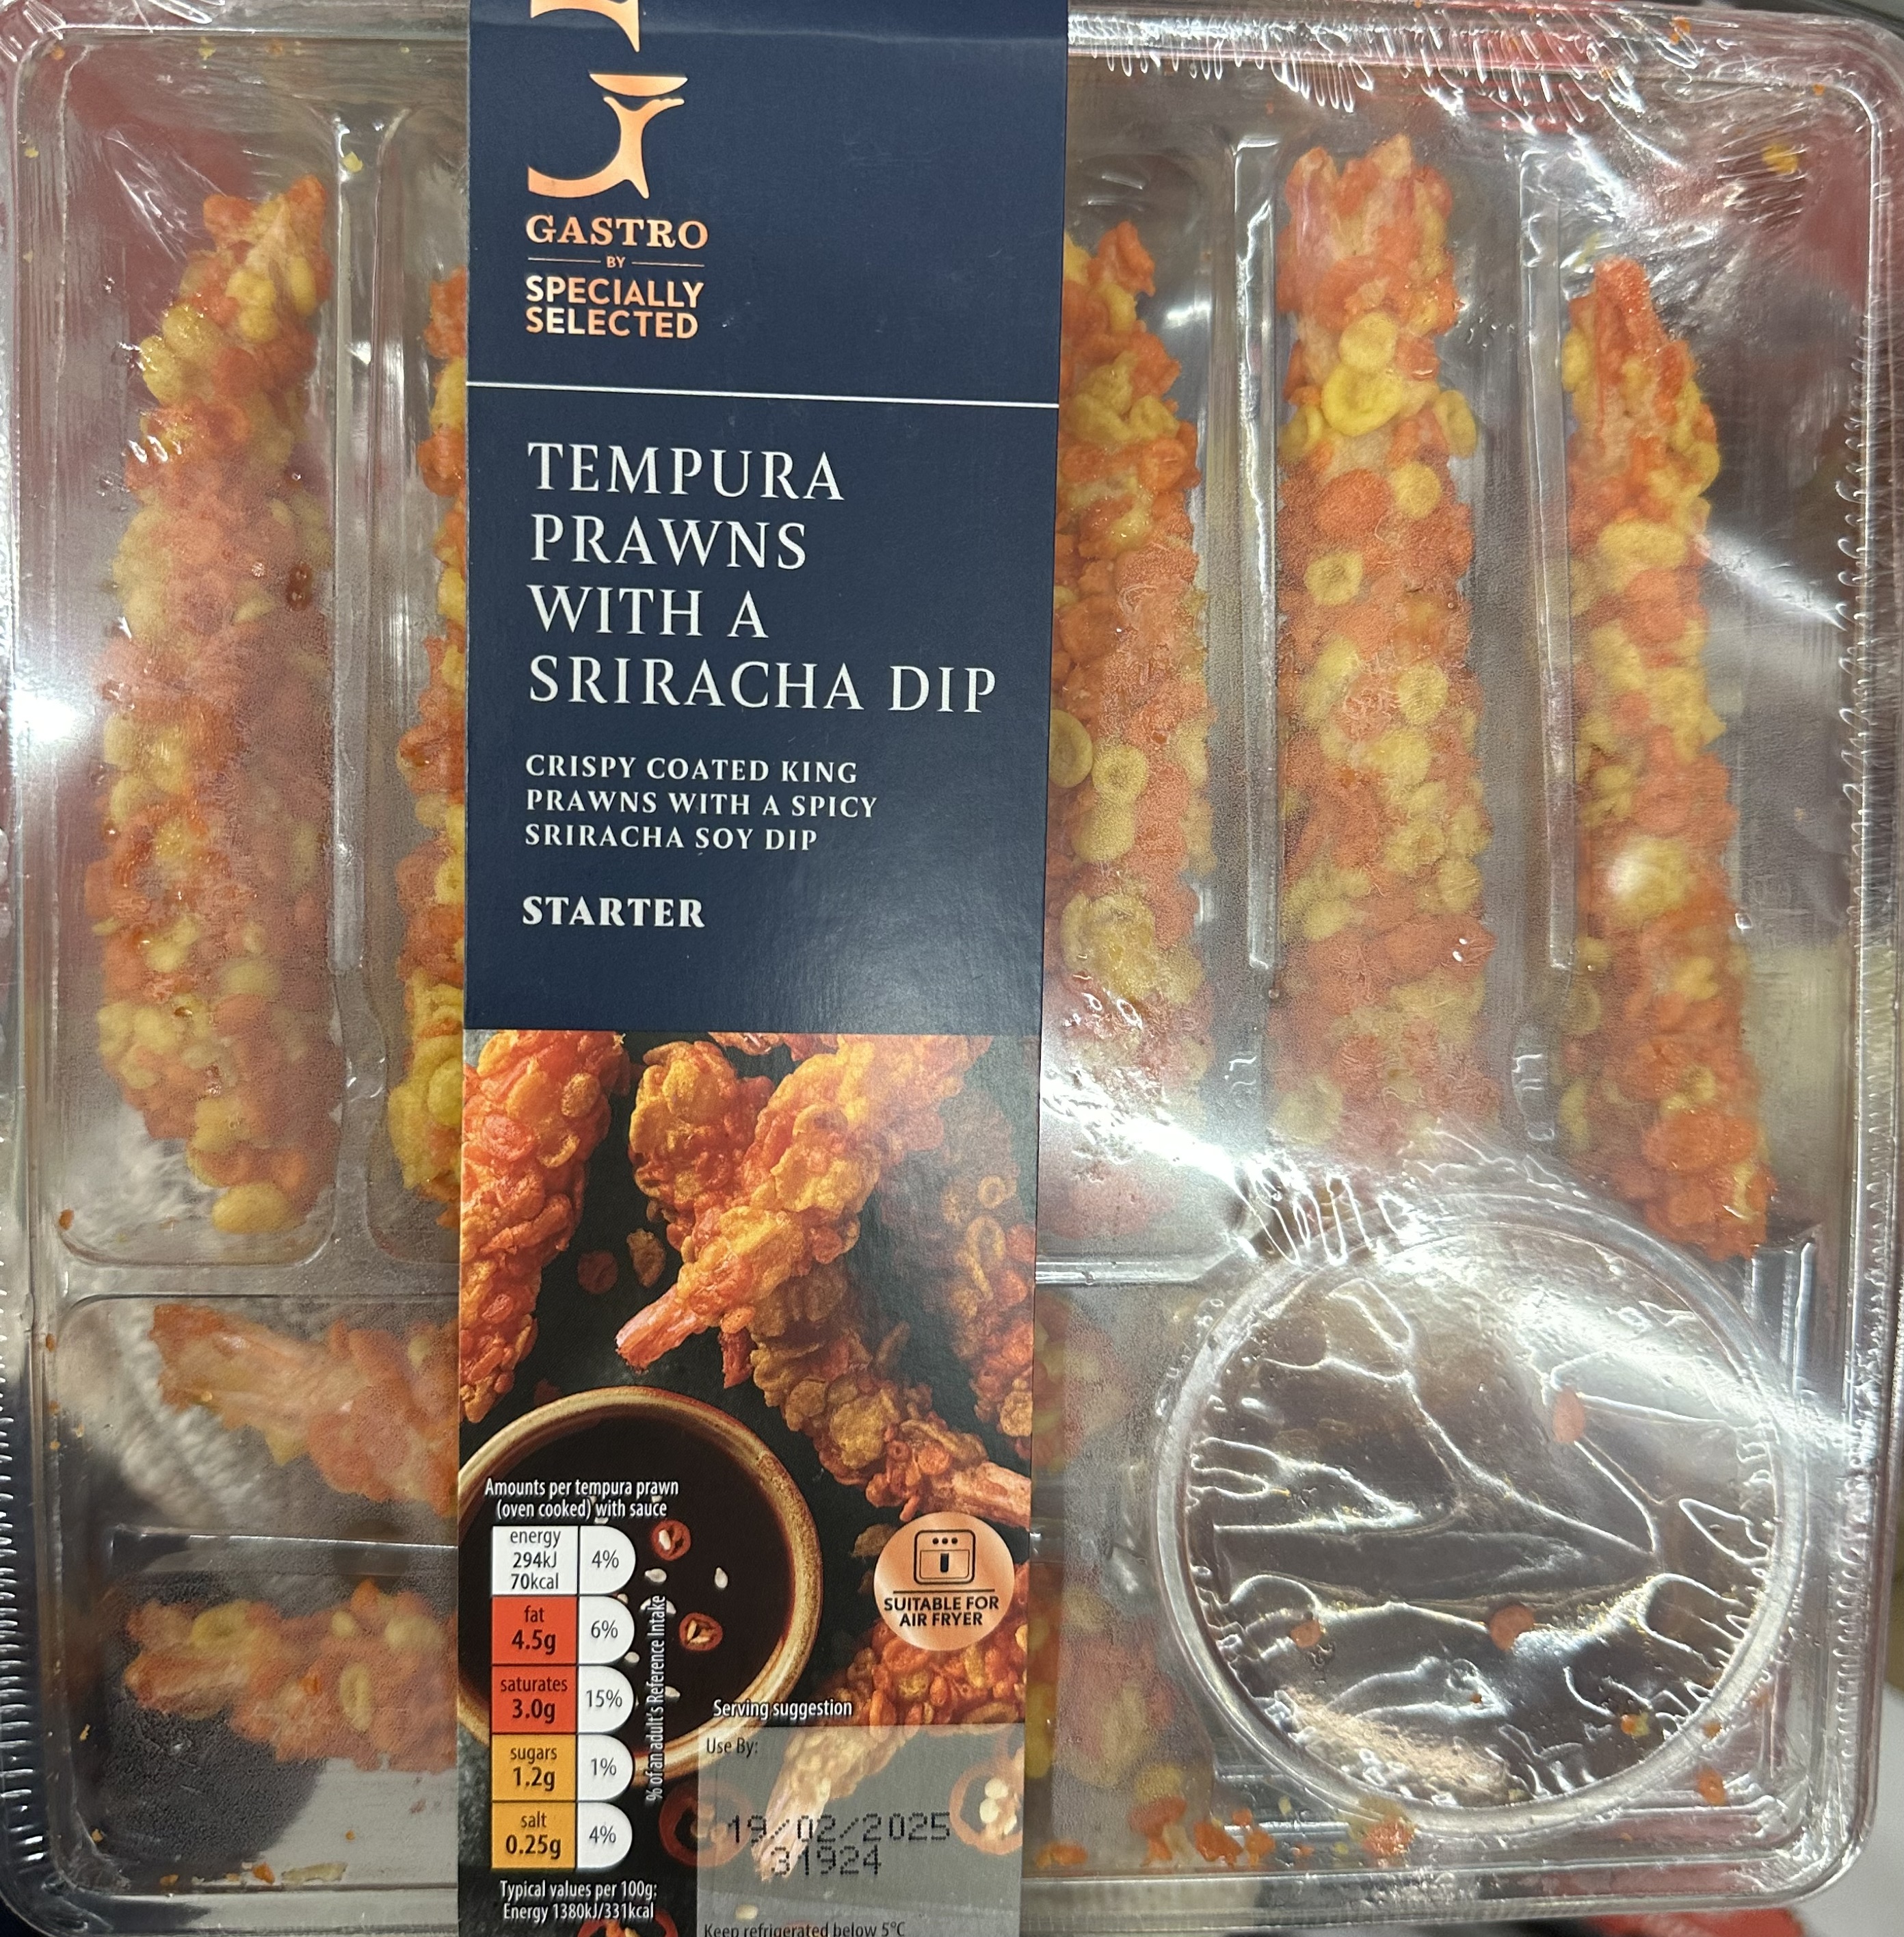 GASTRO
BY
SPECIALLY
SELECTED
TEMPURA
PRAWNS
WITH A
SRIRACHA DIP
CRISPY COATED KING
PRAWNS WITH A SPICY
SRIRACHA SOY DIP
STARTER
Amounts per tempura prawn
(oven cooked) with sauce
energy
294kJ
70kcal
4%
fat
4.5g
6%
saturates
3.0g
15%
sugars
1.2g
1%
salt
0.25g
4%
% of an adult's Reference Intake
Typical values per 100g:
Energy 1380kJ/331kcal
SUITABLE FOR
AIR FRYER
Serving suggestion
Use By:
19/02/2025
31924
Keep refrigerated below 5°C